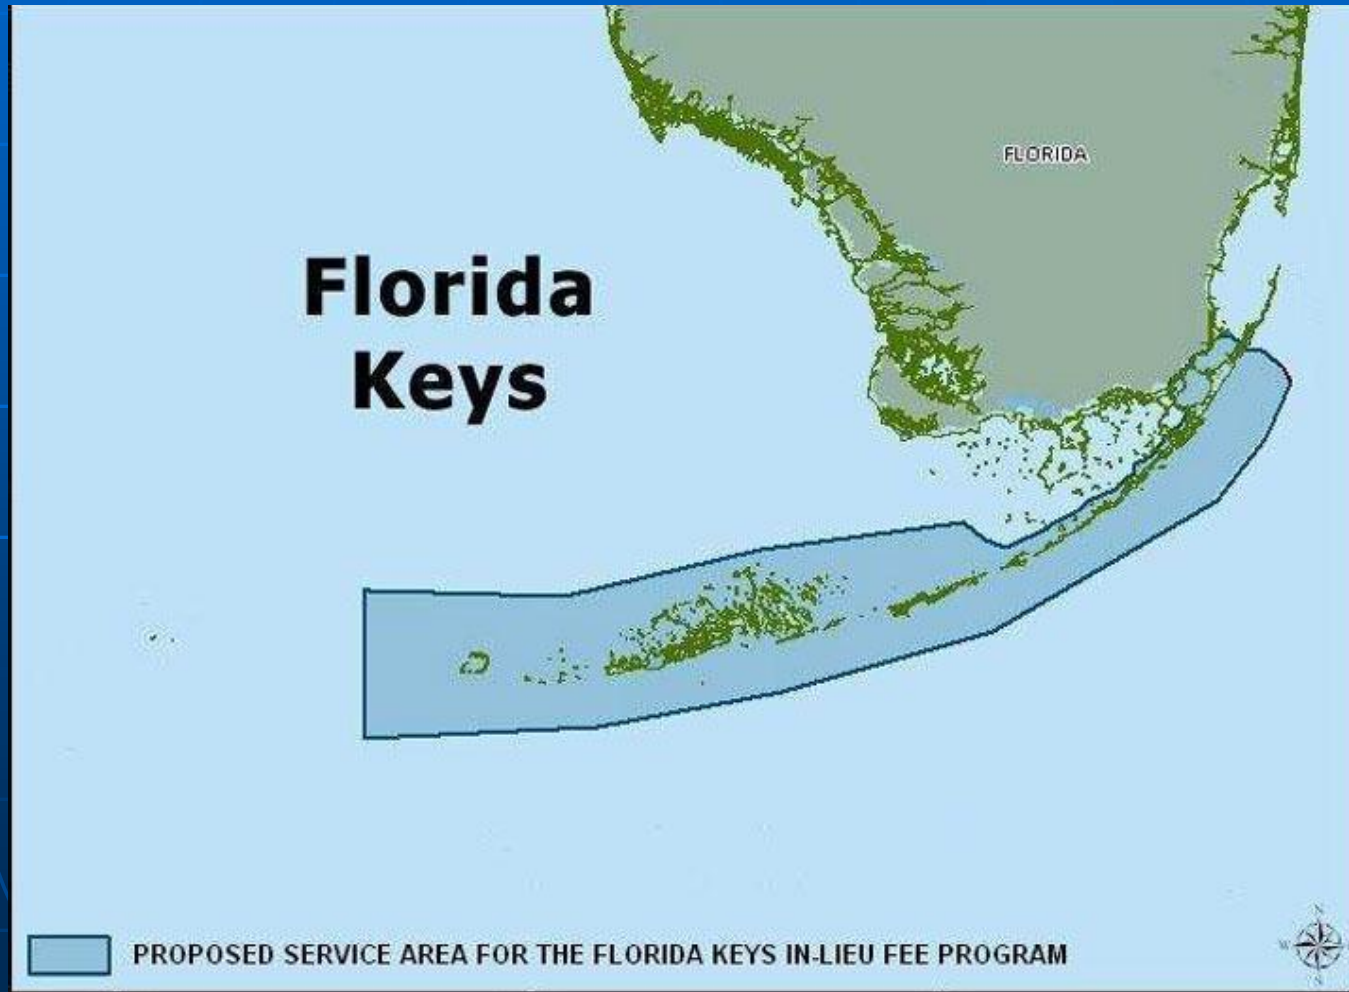 FLORIDA
Florida
Keys
N
W
PROPOSED SERVICE AREA FOR THE FLORIDA KEYS IN-LIEU FEE PROGRAM